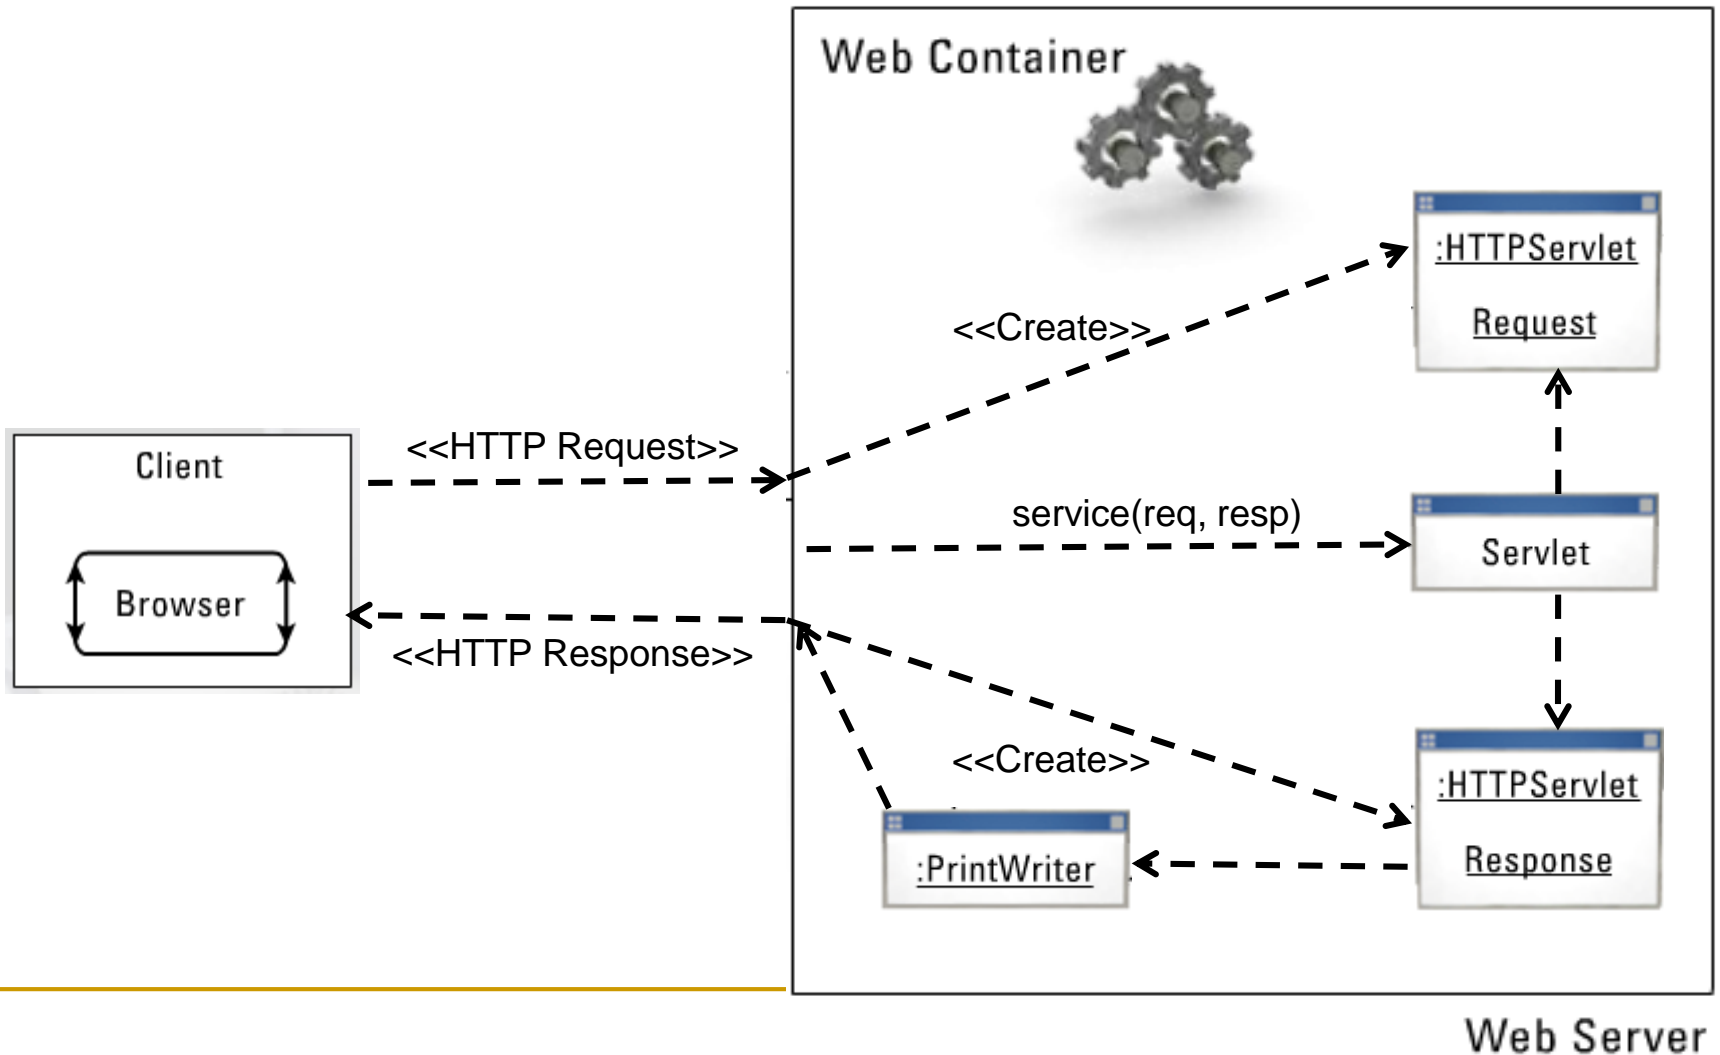 Web Container
:HTTPServlet
Request
<<Create>>
<<HTTP Request>>
Client
service(req, resp)
Servlet
Browser
<<HTTP Response>>
<<Create>>
:HTTPServlet
Response
:PrintWriter
Web Server